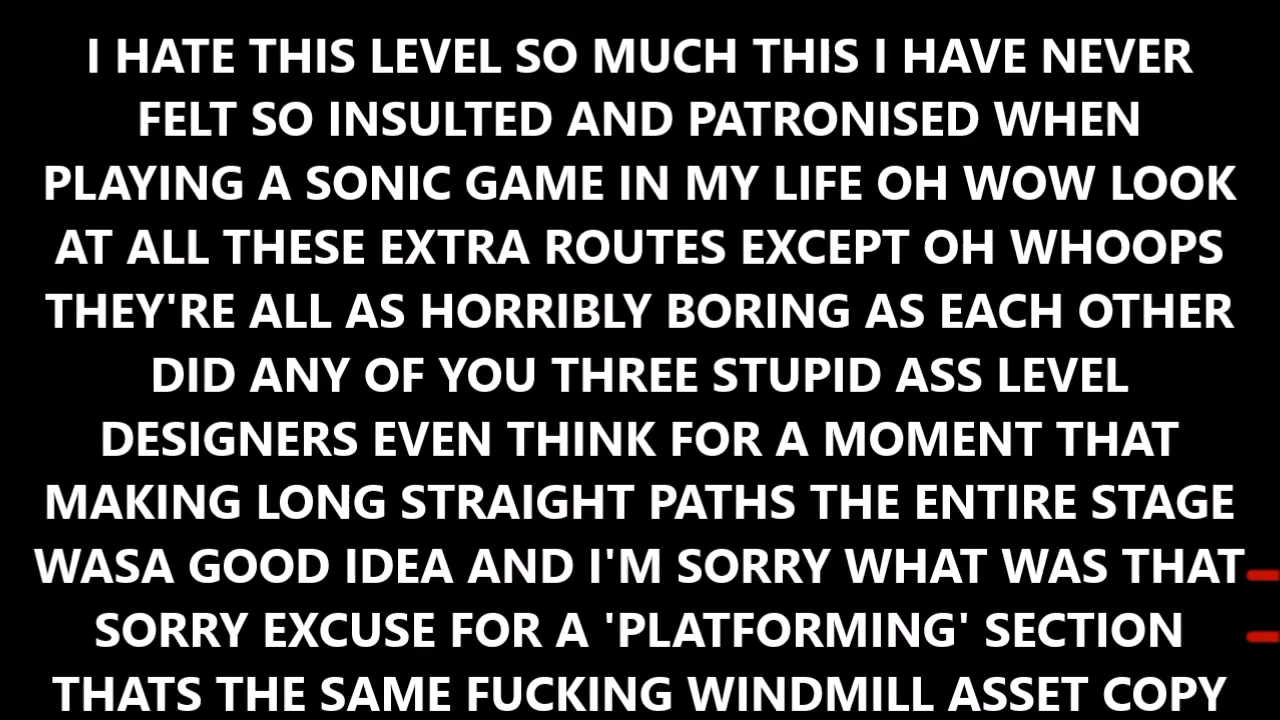 I HATE THIS LEVEL SO MUCH THIS I HAVE NEVER
FELT SO INSULTED AND PATRONISED WHEN
PLAYING A SONIC GAME IN MY LIFE OH WOW LOOK
AT ALL THESE EXTRA ROUTES EXCEPT OH WHOOPS
THEY'RE ALL AS HORRIBLY BORING AS EACH OTHER
DID ANY OF YOU THREE STUPID ASS LEVEL
DESIGNERS EVEN THINK FOR A MOMENT THAT
MAKING LONG STRAIGHT PATHS THE ENTIRE STAGE
WASA GOOD IDEA AND I'M SORRY WHAT WAS THAT
SORRY EXCUSE FOR A 'PLATFORMING' SECTION
THATS THE SAME FUCKING WINDMILL ASSET COPY